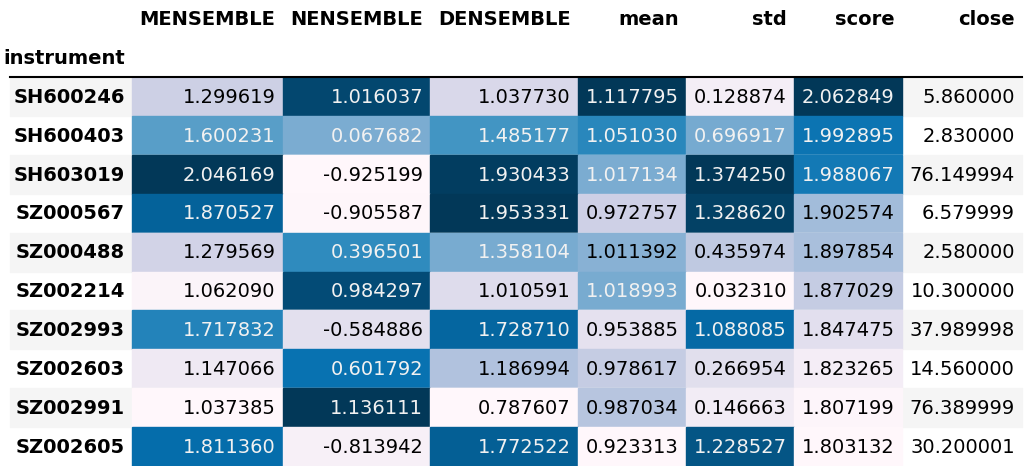 MENSEMBLE NENSEMBLE DENSEMBLE mean std score close
instrument
SH600246 1.299619 1.016037 1.037730 1.117795 0.128874 2.062849 5.860000
SH600403 1.600231 0.067682 1.485177 1.051030 0.696917 1.992895 2.830000
SH603019 2.046169 -0.925199 1.930433 1.017134 1.374250 1.988067 76.149994
SZ000567 1.870527 -0.905587 1.953331 0.972757 1.328620 1.902574 6.579999
SZ000488 1.279569 0.396501 1.358104 1.011392 0.435974 1.897854 2.580000
SZ002214 1.062090 0.984297 1.010591 1.018993 0.032310 1.877029 10.300000
SZ002993 1.717832 -0.584886 1.728710 0.953885 1.088085 1.847475 37.989998
SZ002603 1.147066 0.601792 1.186994 0.978617 0.266954 1.823265 14.560000
SZ002991 1.037385 1.136111 0.787607 0.987034 0.146663 1.807199 76.389999
SZ002605 1.811360 -0.813942 1.772522 0.923313 1.228527 1.803132 30.200001